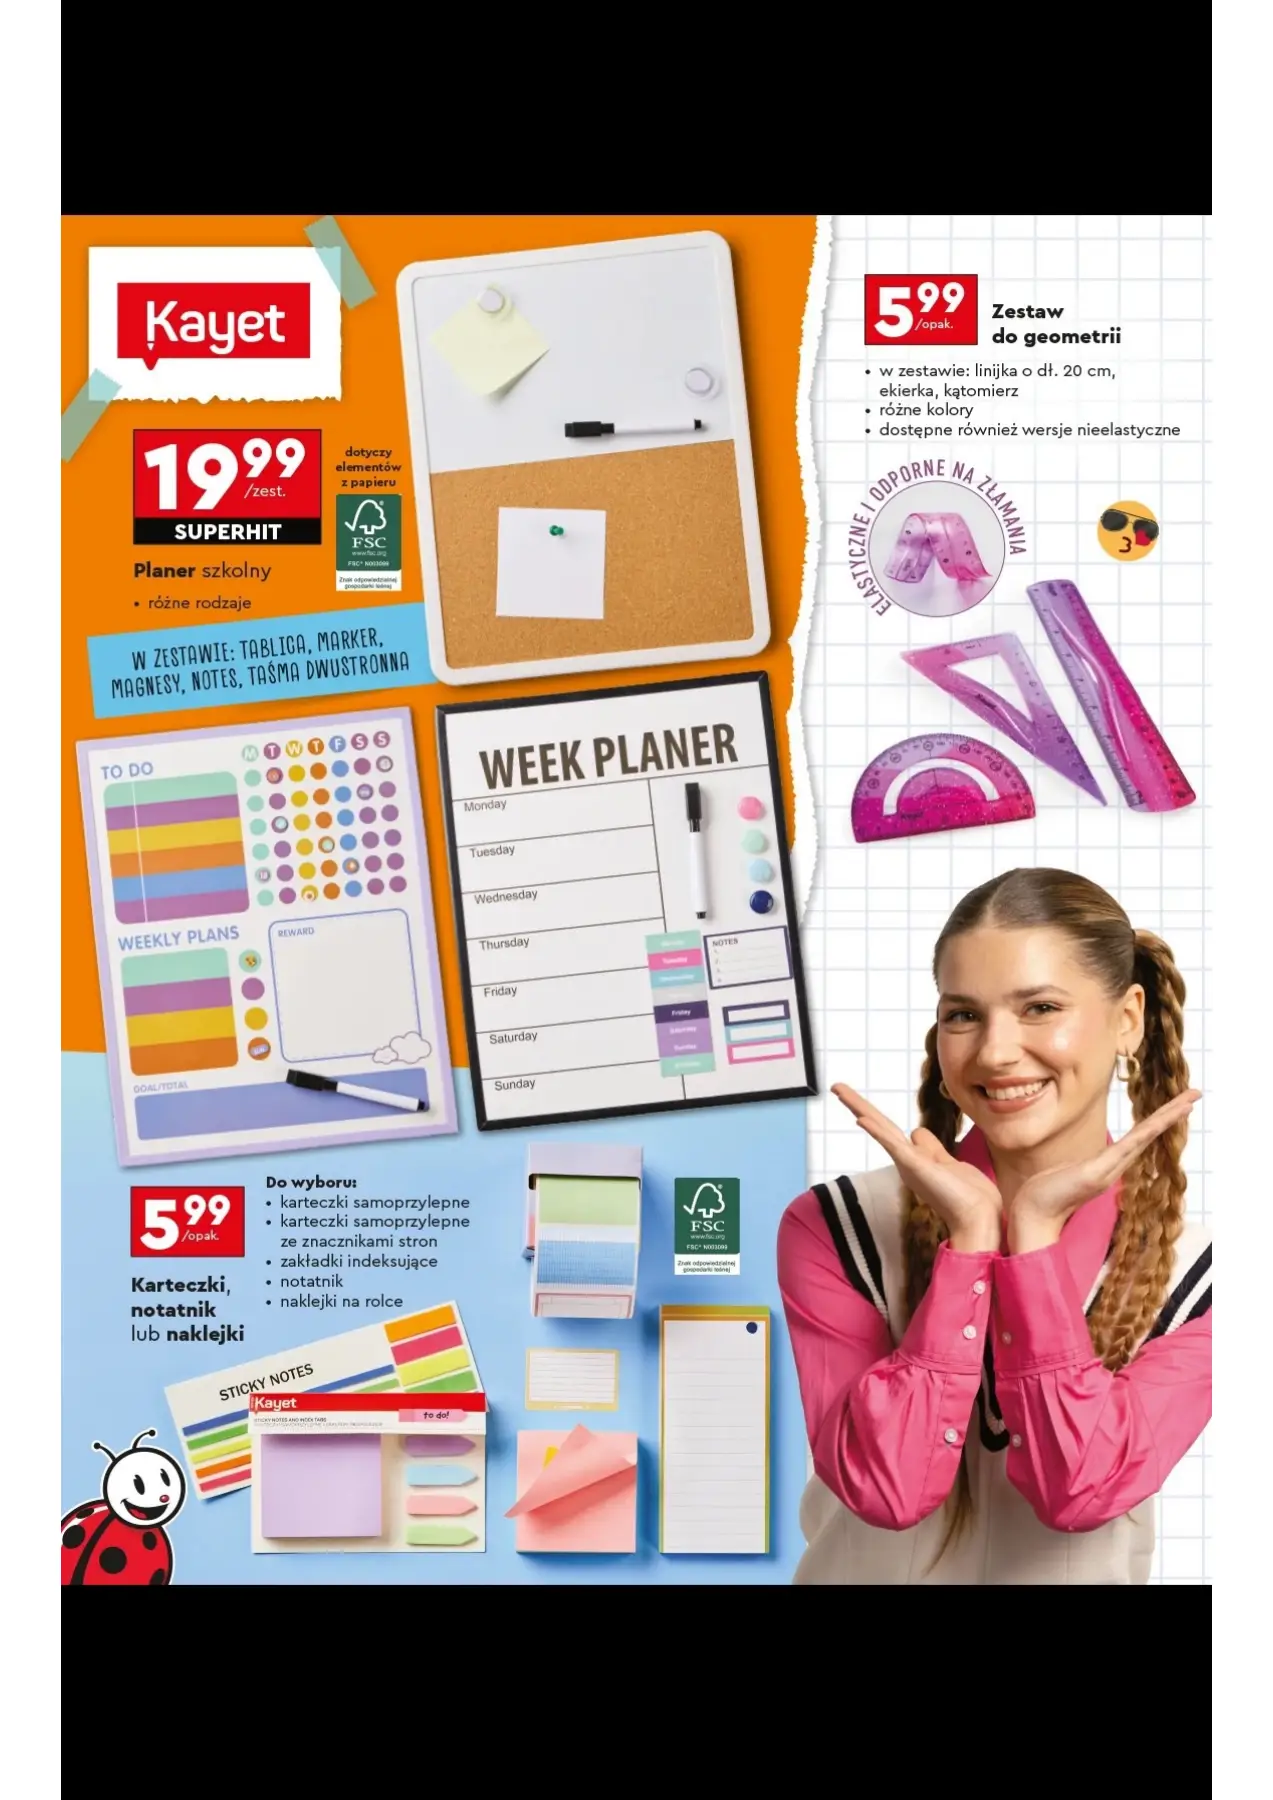 Kayet
19 99
/zest.
SUPERHIT
dotyczy
elementów
z papieru
FSC
www.fsc.org
FSC® N003099
Znak odpowiedzialnej
gospodarki leśnej
Planer szkolny
• różne rodzaje
W ZESTAWIE: TABLICA, MARKER,
MAGNESY, NOTES, TAŚMA DWUSTRONNA
5 99
/opak.
Zestaw
do geometrii
• w zestawie: linijka o dł. 20 cm,
ekierka, kątomierz
• różne kolory
• dostępne również wersje nieelastyczne
ELASTYCZNE I ODPORNE NA ZŁAMANIA
TO DO
M T W T F S S
WEEKLY PLANS
REWARD
GOAL/TOTAL
WEEK PLANER
Monday
Tuesday
Wednesday
Thursday
Friday
Saturday
Sunday
NOTES
Tuesday
Friday
5 99
/opak.
Karteczki,
notatnik
lub naklejki
Do wyboru:
• karteczki samoprzylepne
• karteczki samoprzylepne
ze znacznikami stron
• zakładki indeksujące
• notatnik
• naklejki na rolce
FSC
www.fsc.org
FSC® N003099
Znak odpowiedzialnej
gospodarki leśnej
STICKY NOTES
Kayet
STICKY NOTES AND INDEX TABS
to do!